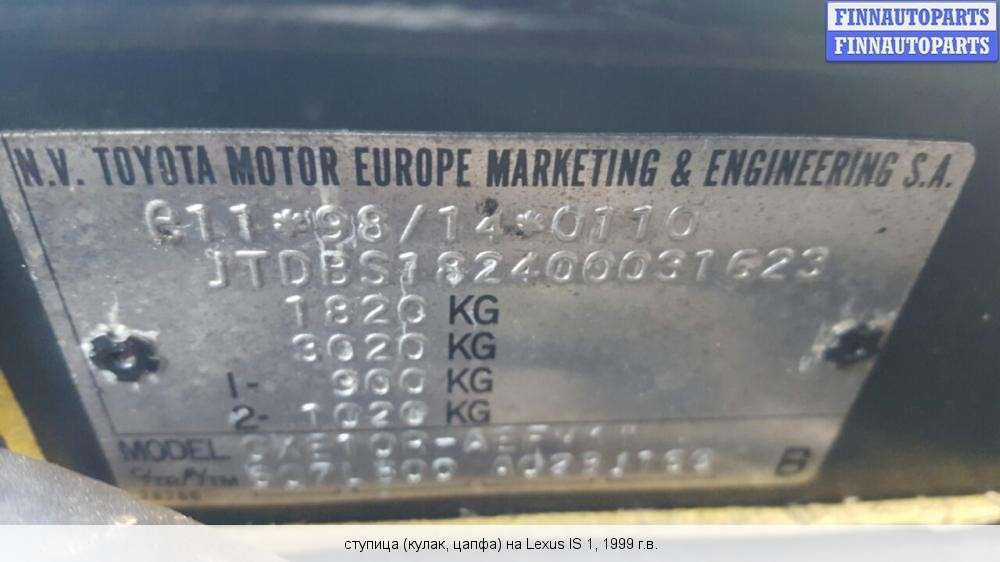 FINNAUTOPARTS
FINNAUTOPARTS
N.V. TOYOTA MOTOR EUROPE MARKETING & ENGINEERING S.A.
G11*98/14*0110
JTDBS182400031623
1820 KG
3020 KG
1- 900 KG
2- 1020 KG
MODEL
B
ступица (кулак, цапфа) на Lexus IS 1, 1999 г.в.